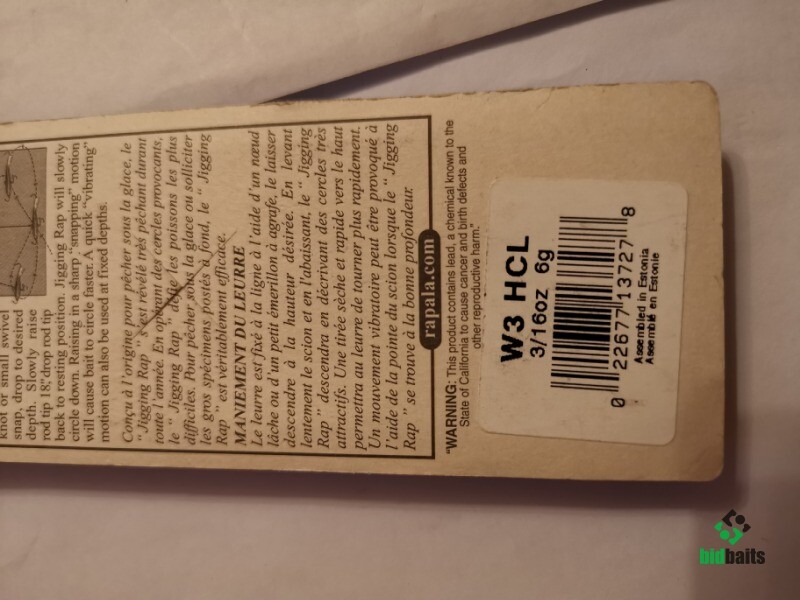 knot or small swivel
snap, drop to desired
depth. Slowly raise
rod tip 18", drop rod tip
back to resting position. Jigging Rap will slowly
circle down. Raising in a sharp "snapping" motion
will cause bait to circle faster. A quick "vibrating"
motion can also be used at fixed depths.
Conçu à l'origine pour pêcher sous la glace, le
"Jigging Rap" s'est révélé très pêchant durant
toute l'année. En opérant des cercles provocants,
le "Jigging Rap" défie les poissons les plus
difficiles. Pour pêcher sous la glace ou solliciter
les gros spécimens postés à fond, le "Jigging
Rap" est véritablement efficace.
MANIEMENT DU LEURRE
Le leurre est fixé à la ligne à l'aide d'un nœud
lâche ou d'un petit émerillon à agrafe, le laisser
descendre à la hauteur désirée. En levant
lentement le scion et en l'abaissant, le "Jigging
Rap" descendra en décrivant des cercles très
attractifs. Une tirée sèche et rapide vers le haut
permettra au leurre de tourner plus rapidement.
Un mouvement vibratoire peut être provoqué à
l'aide de la pointe du scion lorsque le "Jigging
Rap" se trouve à la bonne profondeur.
rapala.com
"WARNING: This product contains lead, a chemical known to the
State of California to cause cancer and birth defects and
other reproductive harm."
W3 HCL
3/16oz 6g
0 22677 13727 8
Assembled in Estonia
Assemblé en Estonie
bidbaits